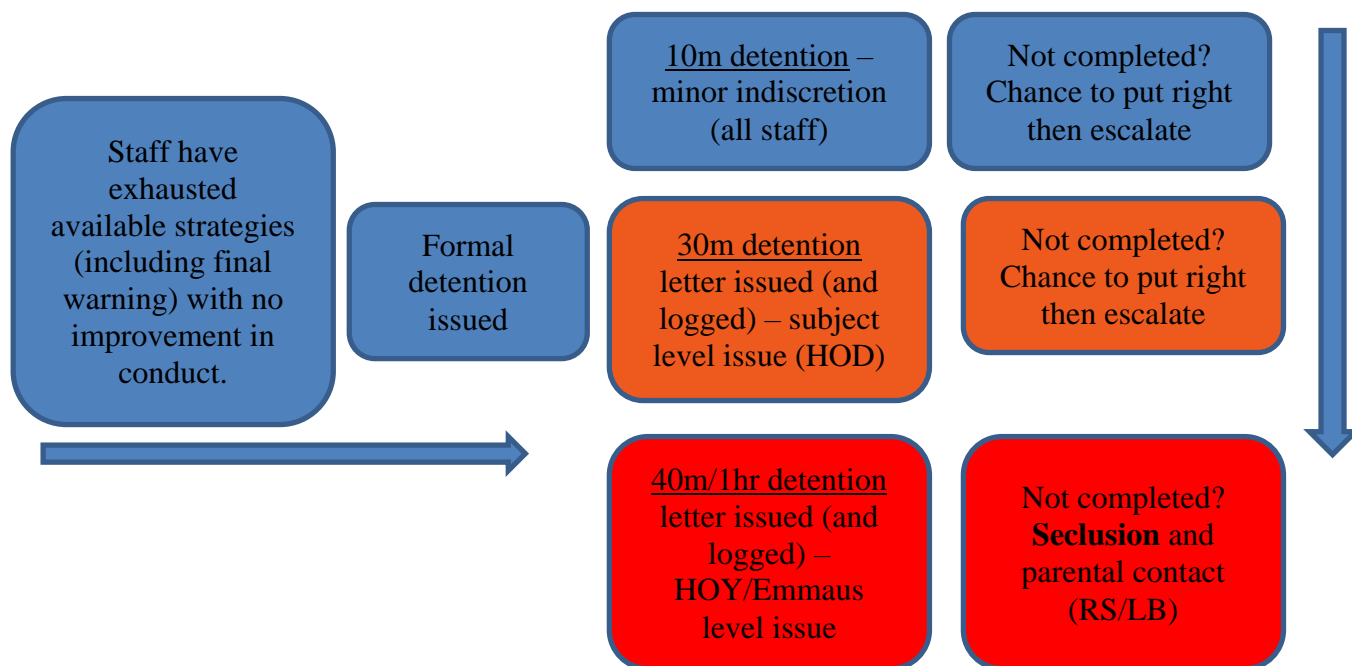 Staff have
exhausted
available strategies
(including final
warning) with no
improvement in
conduct.
Formal
detention
issued
10m detention –
minor indiscretion
(all staff)
Not completed?
Chance to put right
then escalate
30m detention
letter issued (and
logged) – subject
level issue (HOD)
Not completed?
Chance to put right
then escalate
40m/1hr detention
letter issued (and
logged) –
HOY/Emmaus
level issue
Not completed?
Seclusion and
parental contact
(RS/LB)